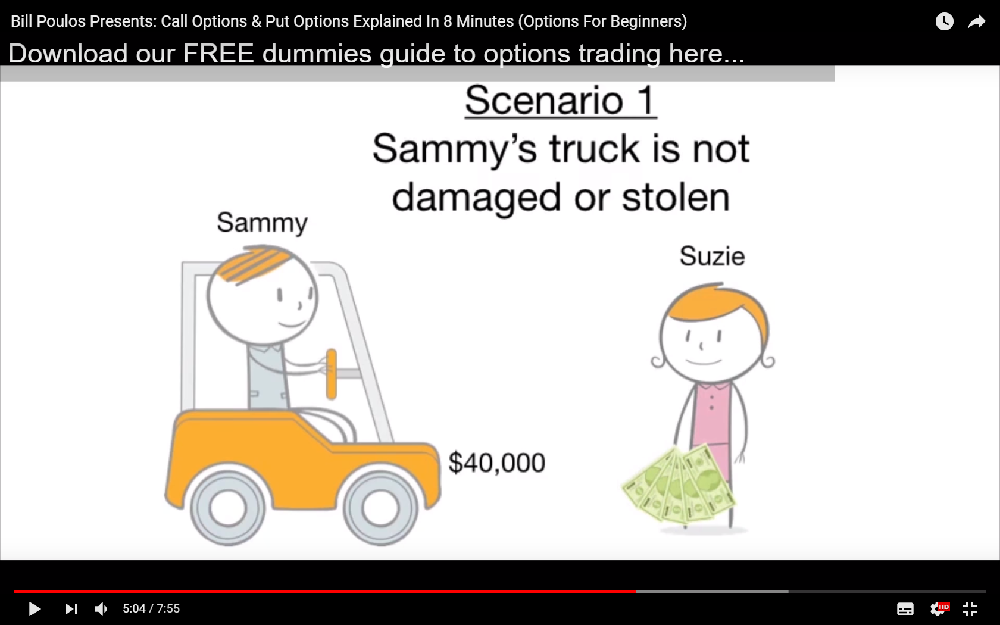 Bill Poulos Presents: Call Options & Put Options Explained In 8 Minutes (Options For Beginners)
Download our FREE dummies guide to options trading here...
Scenario 1
Sammy’s truck is not
damaged or stolen
Sammy
Suzie
$40,000
5:04 / 7:55
HD